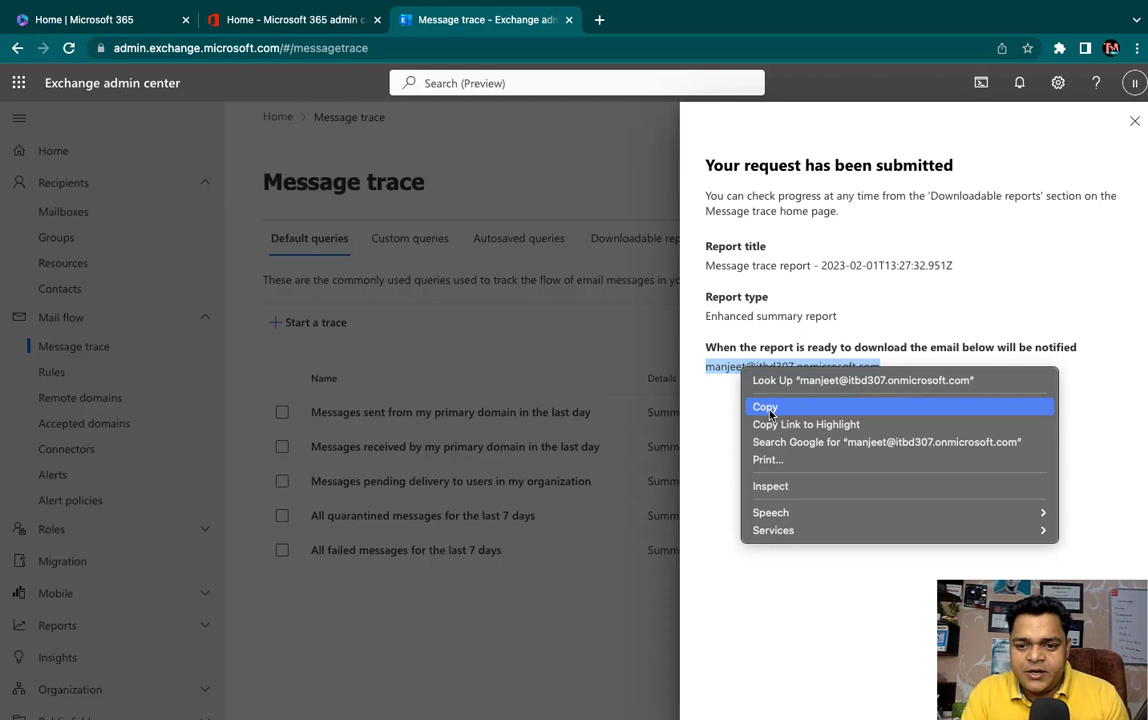 Home | Microsoft 365
Home - Microsoft 365 admin c
Message trace - Exchange adm
admin.exchange.microsoft.com/#/messagetrace
Exchange admin center
Search (Preview)
II
Home
Recipients
Mailboxes
Groups
Resources
Contacts
Mail flow
Message trace
Rules
Remote domains
Accepted domains
Connectors
Alerts
Alert policies
Roles
Migration
Mobile
Reports
Insights
Organization
Home > Message trace
Message trace
Default queries
Custom queries
Autosaved queries
Downloadable rep
These are the commonly used queries used to track the flow of email messages in yo
Start a trace
Name
Details
Messages sent from my primary domain in the last day
Summ
Messages received by my primary domain in the last day
Summ
Messages pending delivery to users in my organization
Summ
All quarantined messages for the last 7 days
Summ
All failed messages for the last 7 days
Summ
Your request has been submitted
You can check progress at any time from the 'Downloadable reports' section on the
Message trace home page.
Report title
Message trace report - 2023-02-01T13:27:32.951Z
Report type
Enhanced summary report
When the report is ready to download the email below will be notified
manjeet@itbd307.onmicrosoft.com
Look Up "manjeet@itbd307.onmicrosoft.com"
Copy
Copy Link to Highlight
Search Google for "manjeet@itbd307.onmicrosoft.com"
Print...
Inspect
Speech
Services